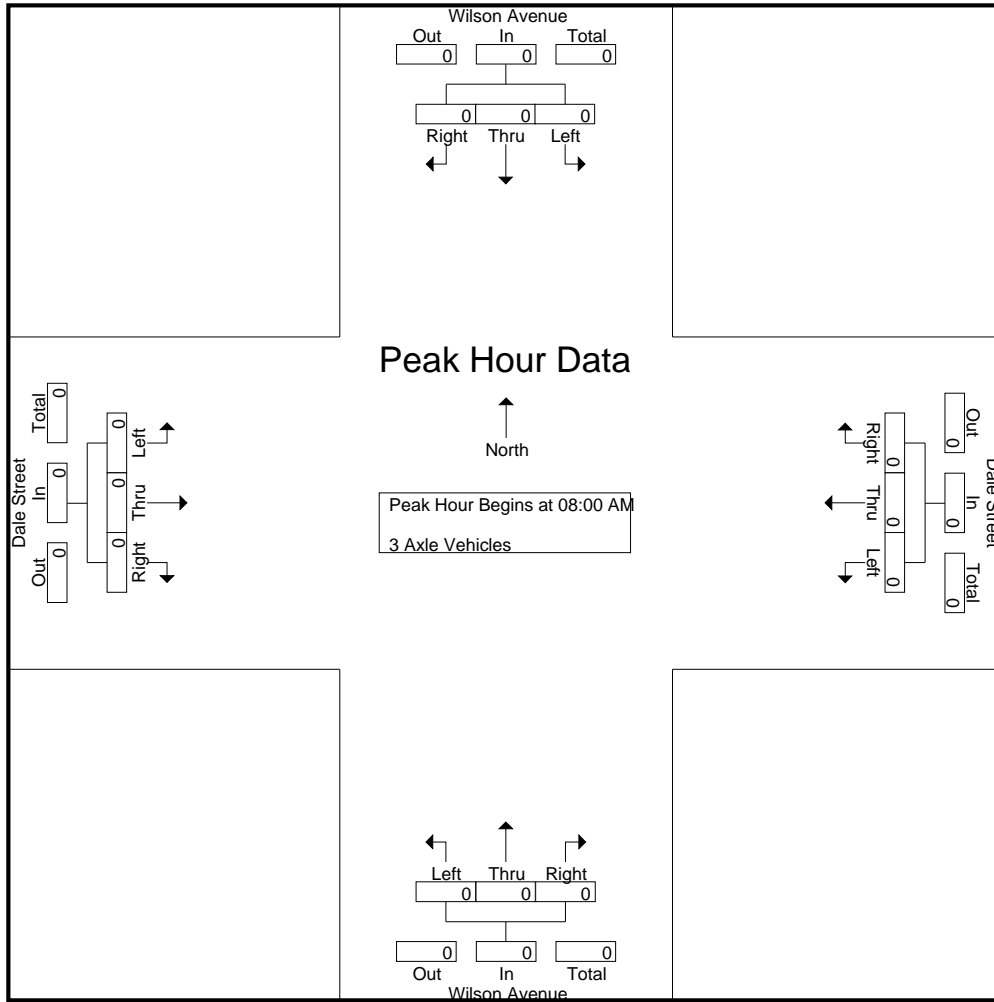 Wilson Avenue
Out In Total
0 0 0
0 0 0
Right Thru Left
Peak Hour Data
North
Peak Hour Begins at 08:00 AM
3 Axle Vehicles
Dale Street
Total In Out
0 0 0
0 0 0
Left Thru Right
Dale Street
Out In Total
0 0 0
0 0 0
Right Thru Left
Left Thru Right
0 0 0
0 0 0
Out In Total
Wilson Avenue